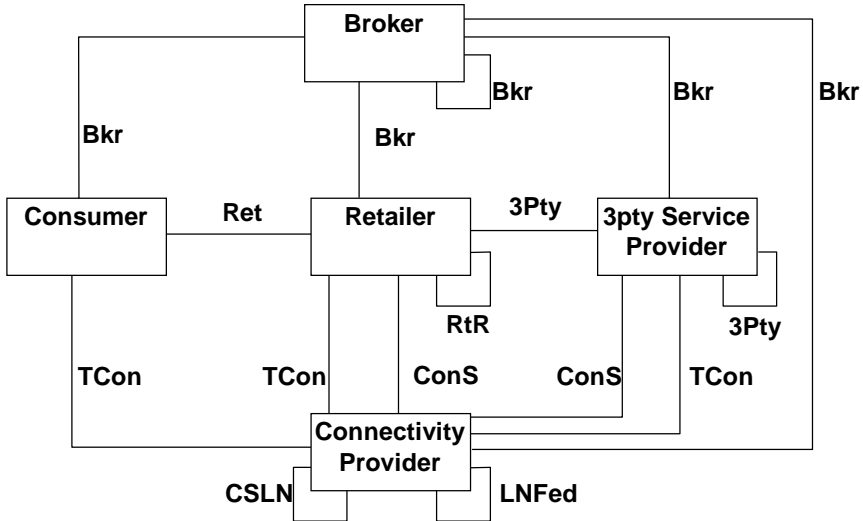 Broker
Bkr
Bkr
Bkr
Bkr
Bkr
Consumer
Ret
Retailer
3Pty
3pty Service
Provider
RtR
3Pty
TCon
TCon
ConS
ConS
TCon
Connectivity
Provider
CSLN
LNFed